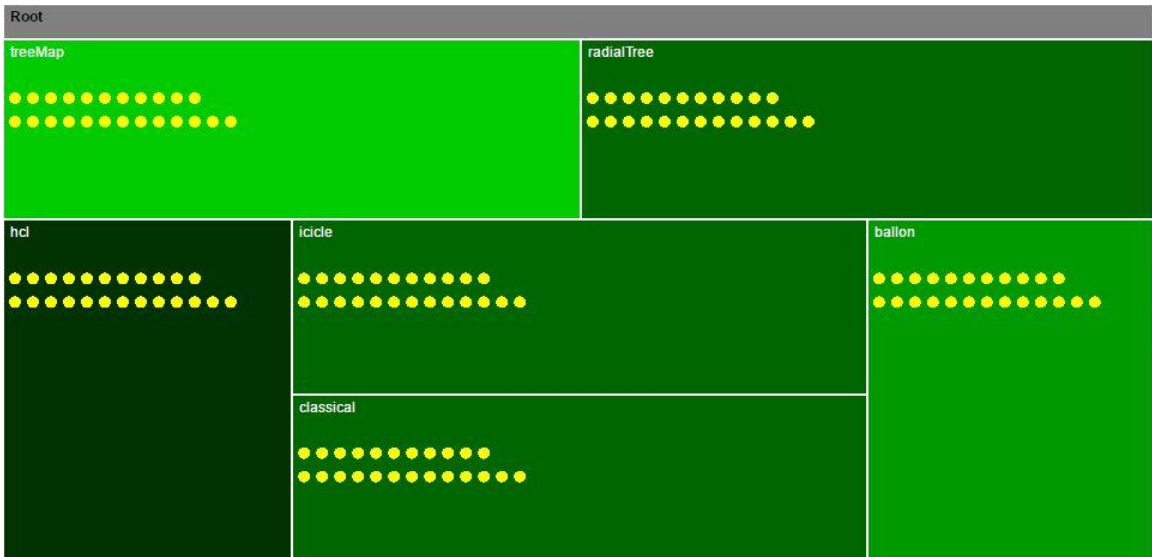 Root
treeMap
radialTree
hcl
icicle
ballon
classical